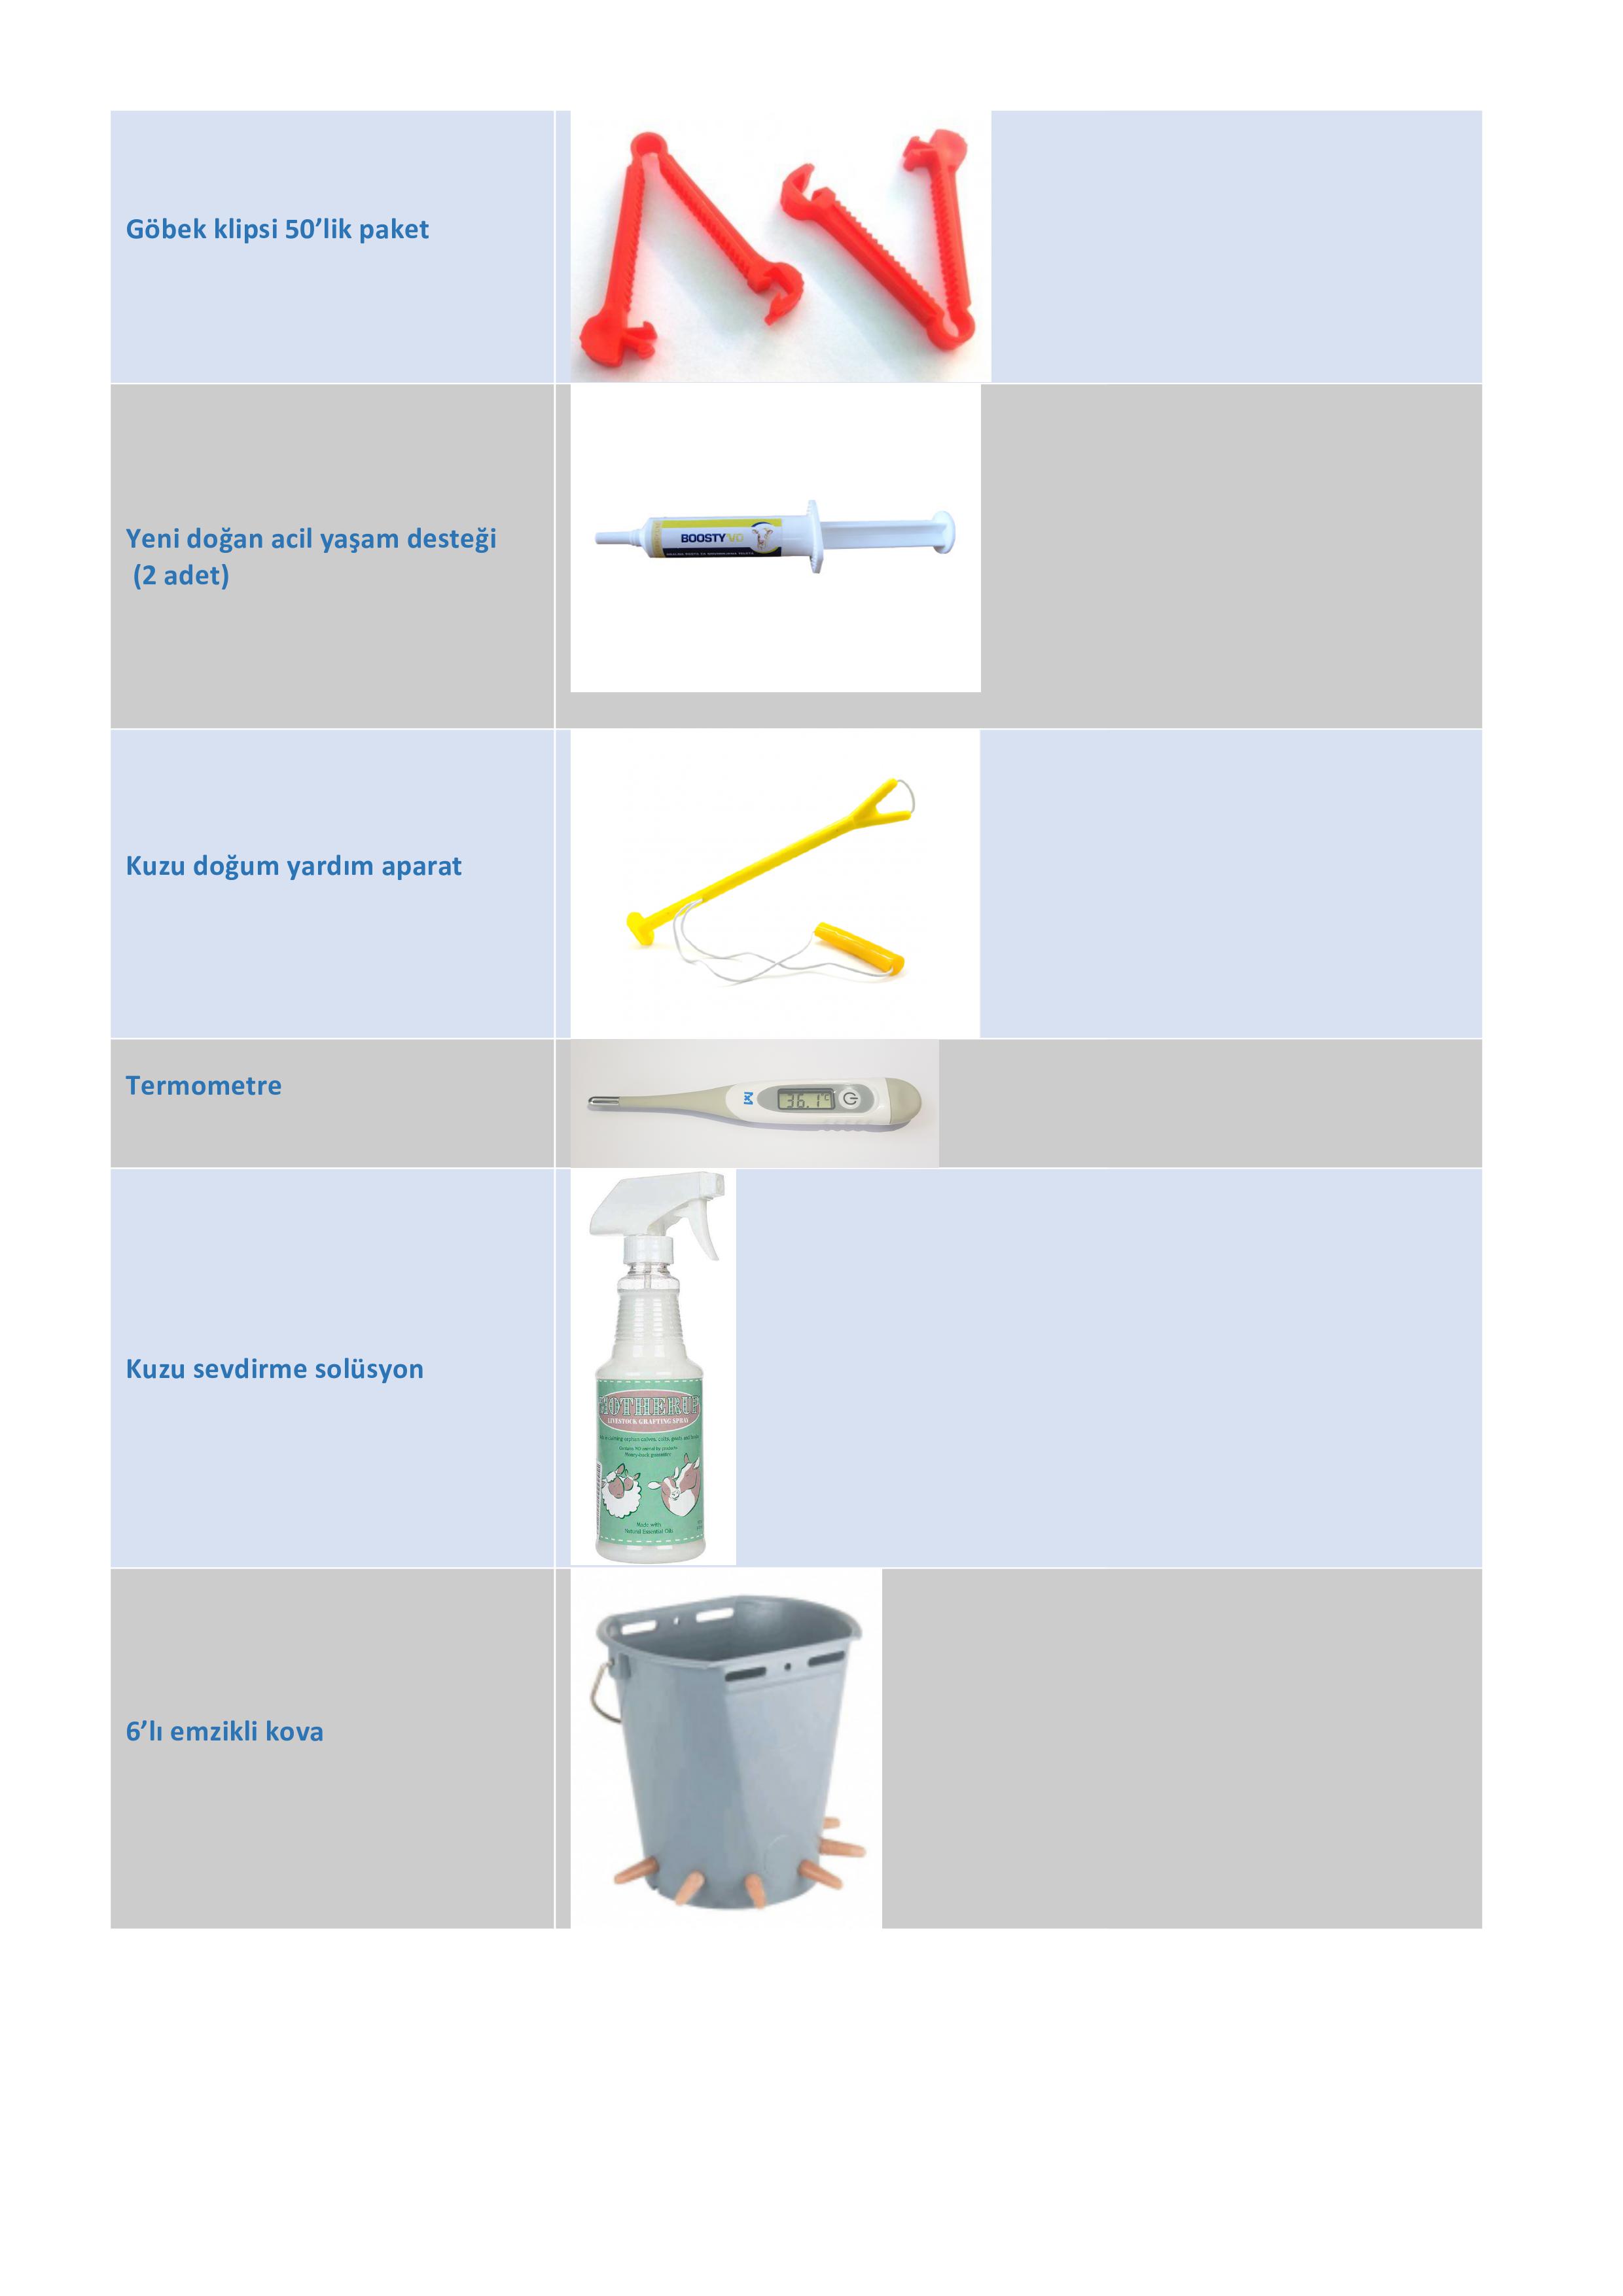 Göbek klipsi 50’lik paket
Yeni doğan acil yaşam desteği
(2 adet)
BOOSTY'VO
Kuzu doğum yardım aparat
Termometre
36.1°C
Kuzu sevdirme solüsyon
MOTHERUP
LIVESTOCK GRAFTING SPRAY
Made with
Natural Essential Oils
6’lı emzikli kova